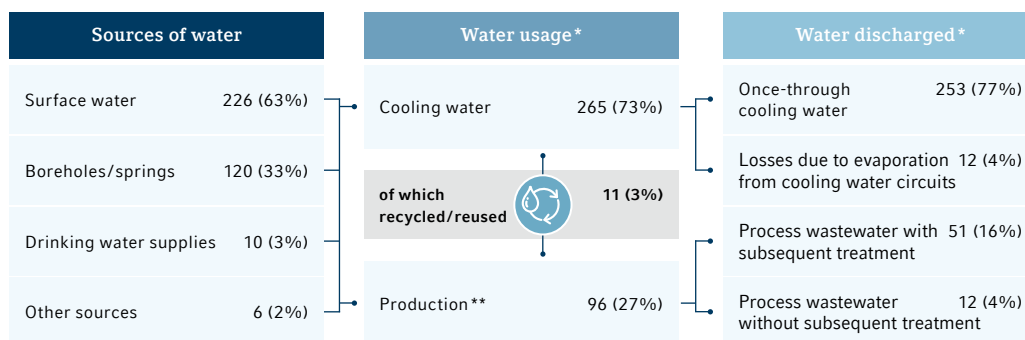 Sources of water
Surface water 226 (63%)
Boreholes/springs 120 (33%)
Drinking water supplies 10 (3%)
Other sources 6 (2%)
Water usage*
Cooling water 265 (73%)
of which
recycled/reused 11 (3%)
Production** 96 (27%)
Water discharged*
Once-through 253 (77%)
cooling water
Losses due to evaporation 12 (4%)
from cooling water circuits
Process wastewater with 51 (16%)
subsequent treatment
Process wastewater 12 (4%)
without subsequent treatment